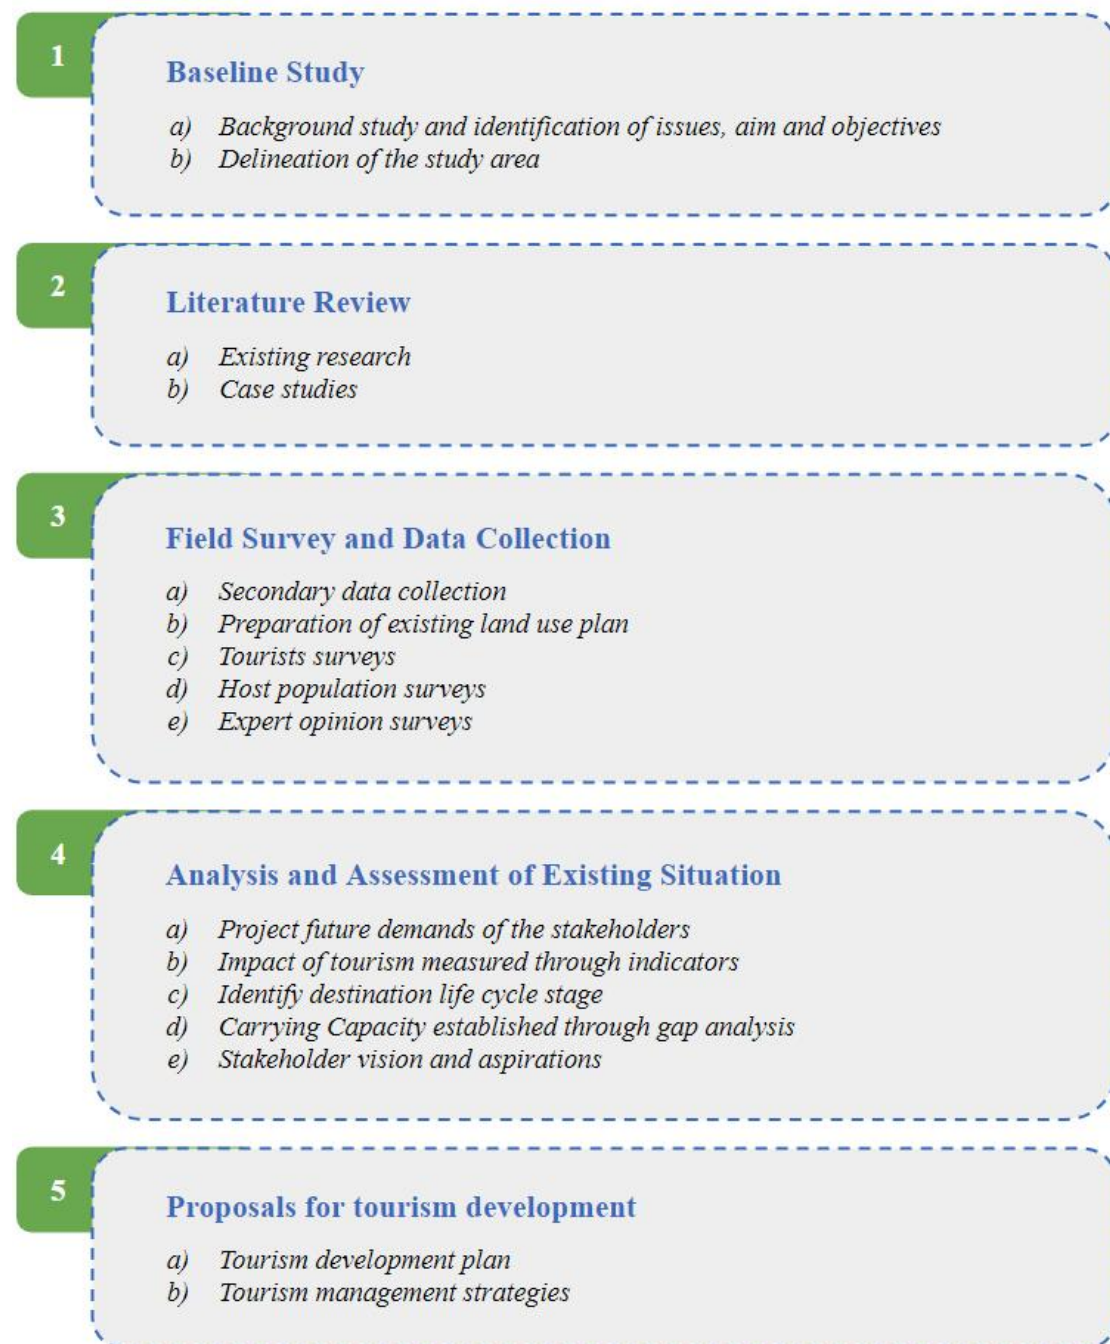 1
Baseline Study
a) Background study and identification of issues, aim and objectives
b) Delineation of the study area
2
Literature Review
a) Existing research
b) Case studies
3
Field Survey and Data Collection
a) Secondary data collection
b) Preparation of existing land use plan
c) Tourists surveys
d) Host population surveys
e) Expert opinion surveys
4
Analysis and Assessment of Existing Situation
a) Project future demands of the stakeholders
b) Impact of tourism measured through indicators
c) Identify destination life cycle stage
d) Carrying Capacity established through gap analysis
e) Stakeholder vision and aspirations
5
Proposals for tourism development
a) Tourism development plan
b) Tourism management strategies